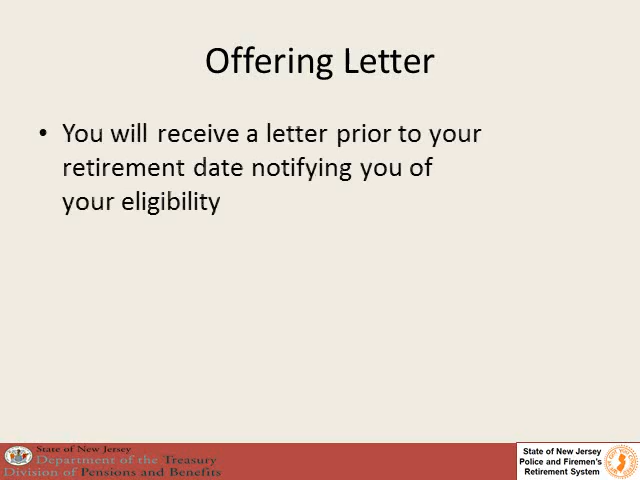 Offering Letter
• You will receive a letter prior to your
retirement date notifying you of
your eligibility
State of New Jersey
Department of the Treasury
Division of Pensions and Benefits
State of New Jersey
Police and Firemen's
Retirement System